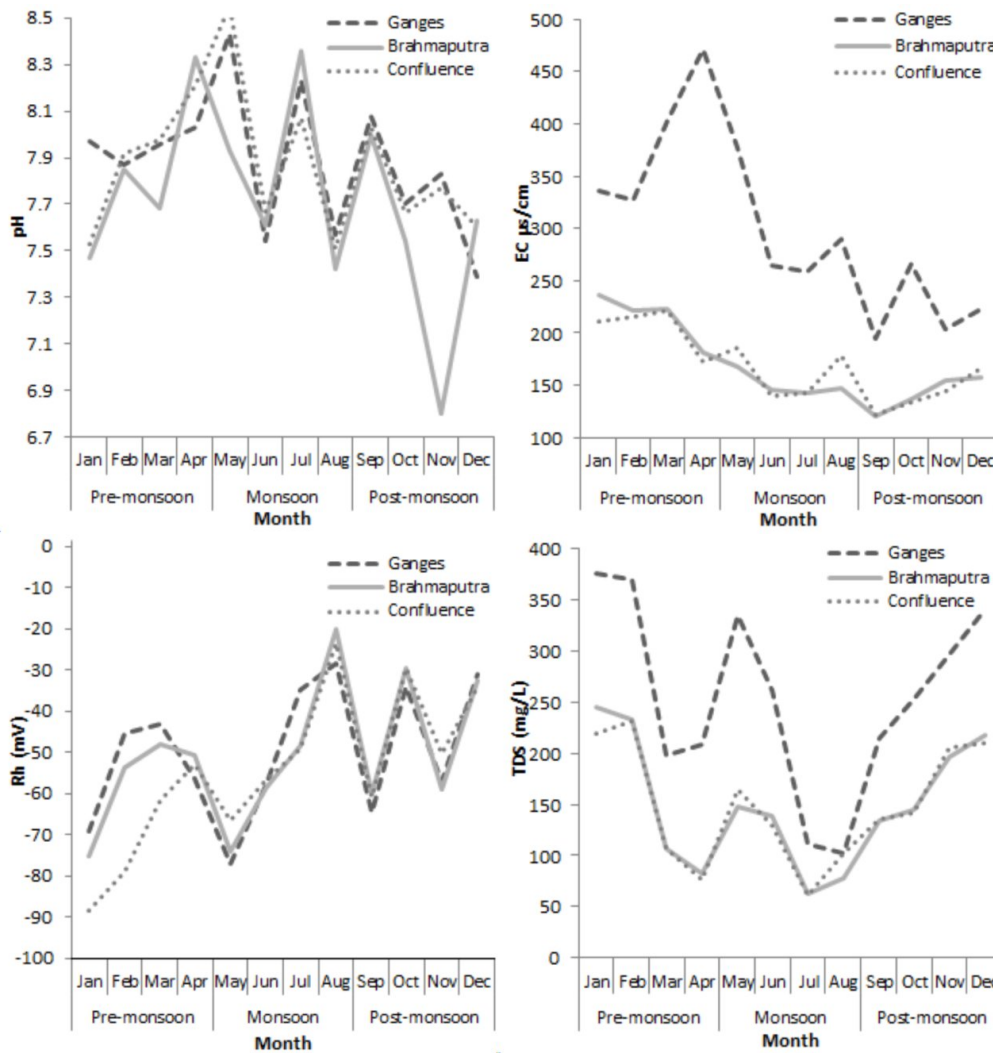 8.5
8.3
8.1
7.9
7.7
7.5
7.3
7.1
6.9
6.7
pH
Ganges
Brahmaputra
Confluence
Jan Feb Mar Apr May Jun Jul Aug Sep Oct Nov Dec
Pre-monsoon Monsoon Post-monsoon
Month
500
450
400
350
300
250
200
150
100
EC µs/cm
Ganges
Brahmaputra
Confluence
Jan Feb Mar Apr May Jun Jul Aug Sep Oct Nov Dec
Pre-monsoon Monsoon Post-monsoon
Month
0
-10
-20
-30
-40
-50
-60
-70
-80
-90
-100
Rh (mV)
Ganges
Brahmaputra
Confluence
Jan Feb Mar Apr May Jun Jul Aug Sep Oct Nov Dec
Pre-monsoon Monsoon Post-monsoon
Month
400
350
300
250
200
150
100
50
0
TDS (mg/L)
Ganges
Brahmaputra
Confluence
Jan Feb Mar Apr May Jun Jul Aug Sep Oct Nov Dec
Pre-monsoon Monsoon Post-monsoon
Month